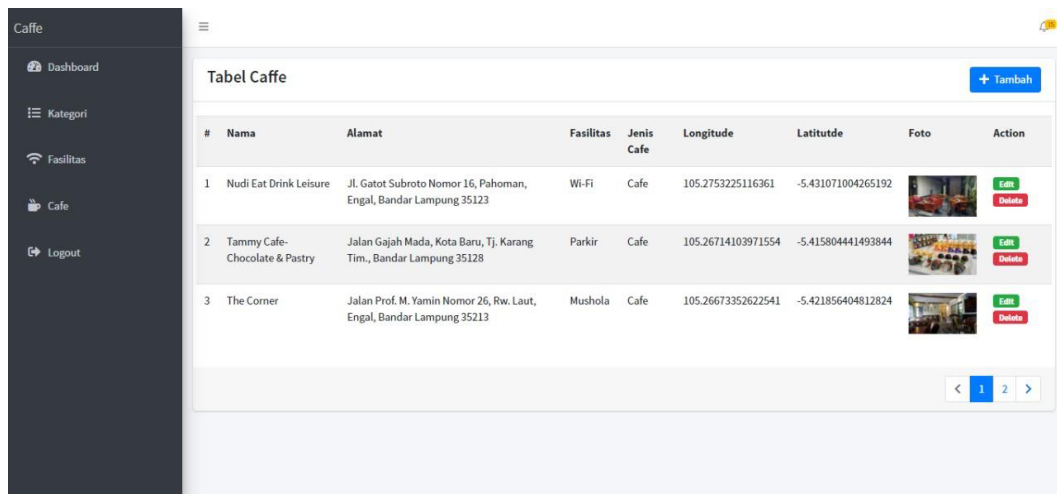 Caffe
Dashboard
Kategori
Fasilitas
Cafe
Logout
Tabel Caffe
+ Tambah
# Nama Alamat Fasilitas Jenis Cafe Longitude Latitutde Foto Action
1 Nudi Eat Drink Leisure Jl. Gatot Subroto Nomor 16, Pahoman, Wi-Fi Cafe 105.2753225116361 -5.431071004265192 Edit
Engal, Bandar Lampung 35123 Delete
2 Tammy Cafe- Jalan Gajah Mada, Kota Baru, Tj. Karang Parkir Cafe 105.26714103971554 -5.415804441493844 Edit
Chocolate & Pastry Tim., Bandar Lampung 35128 Delete
3 The Corner Jalan Prof. M. Yamin Nomor 26, Rw. Laut, Mushola Cafe 105.26673352622541 -5.421856404812824 Edit
Engal, Bandar Lampung 35213 Delete
< 1 2 >